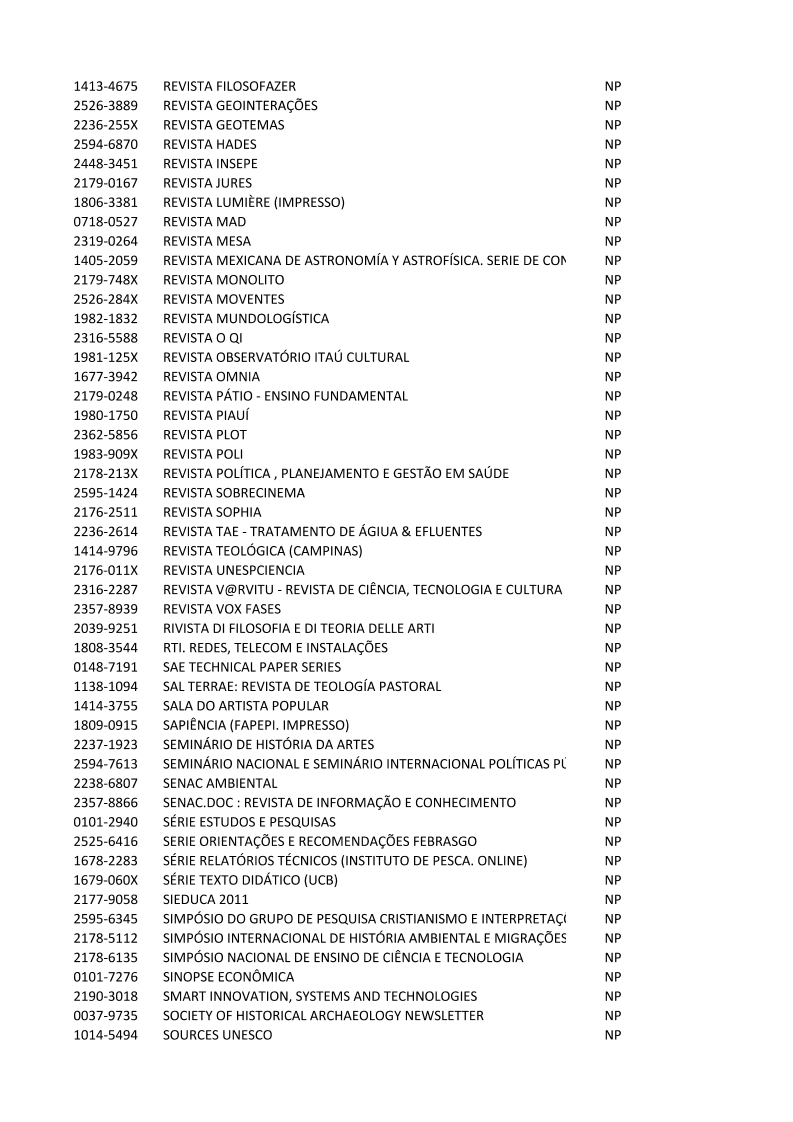 1413-4675 REVISTA FILOSOFAZER NP
2526-3889 REVISTA GEOINTERAÇÕES NP
2236-255X REVISTA GEOTEMAS NP
2594-6870 REVISTA HADES NP
2448-3451 REVISTA INSEPE NP
2179-0167 REVISTA JURES NP
1806-3381 REVISTA LUMIÈRE (IMPRESSO) NP
0718-0527 REVISTA MAD NP
2319-0264 REVISTA MESA NP
1405-2059 REVISTA MEXICANA DE ASTRONOMÍA Y ASTROFÍSICA. SERIE DE CON NP
2179-748X REVISTA MONOLITO NP
2526-284X REVISTA MOVENTES NP
1982-1832 REVISTA MUNDOLOGÍSTICA NP
2316-5588 REVISTA O QI NP
1981-125X REVISTA OBSERVATÓRIO ITAÚ CULTURAL NP
1677-3942 REVISTA OMNIA NP
2179-0248 REVISTA PÁTIO - ENSINO FUNDAMENTAL NP
1980-1750 REVISTA PIAUÍ NP
2362-5856 REVISTA PLOT NP
1983-909X REVISTA POLI NP
2178-213X REVISTA POLÍTICA , PLANEJAMENTO E GESTÃO EM SAÚDE NP
2595-1424 REVISTA SOBRECINEMA NP
2176-2511 REVISTA SOPHIA NP
2236-2614 REVISTA TAE - TRATAMENTO DE ÁGIUA & EFLUENTES NP
1414-9796 REVISTA TEOLÓGICA (CAMPINAS) NP
2176-011X REVISTA UNESPCIENCIA NP
2316-2287 REVISTA V@RVITU - REVISTA DE CIÊNCIA, TECNOLOGIA E CULTURA NP
2357-8939 REVISTA VOX FASES NP
2039-9251 RIVISTA DI FILOSOFIA E DI TEORIA DELLE ARTI NP
1808-3544 RTI. REDES, TELECOM E INSTALAÇÕES NP
0148-7191 SAE TECHNICAL PAPER SERIES NP
1138-1094 SAL TERRAE: REVISTA DE TEOLOGÍA PASTORAL NP
1414-3755 SALA DO ARTISTA POPULAR NP
1809-0915 SAPIÊNCIA (FAPEPI. IMPRESSO) NP
2237-1923 SEMINÁRIO DE HISTÓRIA DA ARTES NP
2594-7613 SEMINÁRIO NACIONAL E SEMINÁRIO INTERNACIONAL POLÍTICAS PÚ NP
2238-6807 SENAC AMBIENTAL NP
2357-8866 SENAC.DOC : REVISTA DE INFORMAÇÃO E CONHECIMENTO NP
0101-2940 SÉRIE ESTUDOS E PESQUISAS NP
2525-6416 SERIE ORIENTAÇÕES E RECOMENDAÇÕES FEBRASGO NP
1678-2283 SÉRIE RELATÓRIOS TÉCNICOS (INSTITUTO DE PESCA. ONLINE) NP
1679-060X SÉRIE TEXTO DIDÁTICO (UCB) NP
2177-9058 SIEDUCA 2011 NP
2595-6345 SIMPÓSIO DO GRUPO DE PESQUISA CRISTIANISMO E INTERPRETAÇÕ NP
2178-5112 SIMPÓSIO INTERNACIONAL DE HISTÓRIA AMBIENTAL E MIGRAÇÕES NP
2178-6135 SIMPÓSIO NACIONAL DE ENSINO DE CIÊNCIA E TECNOLOGIA NP
0101-7276 SINOPSE ECONÔMICA NP
2190-3018 SMART INNOVATION, SYSTEMS AND TECHNOLOGIES NP
0037-9735 SOCIETY OF HISTORICAL ARCHAEOLOGY NEWSLETTER NP
1014-5494 SOURCES UNESCO NP